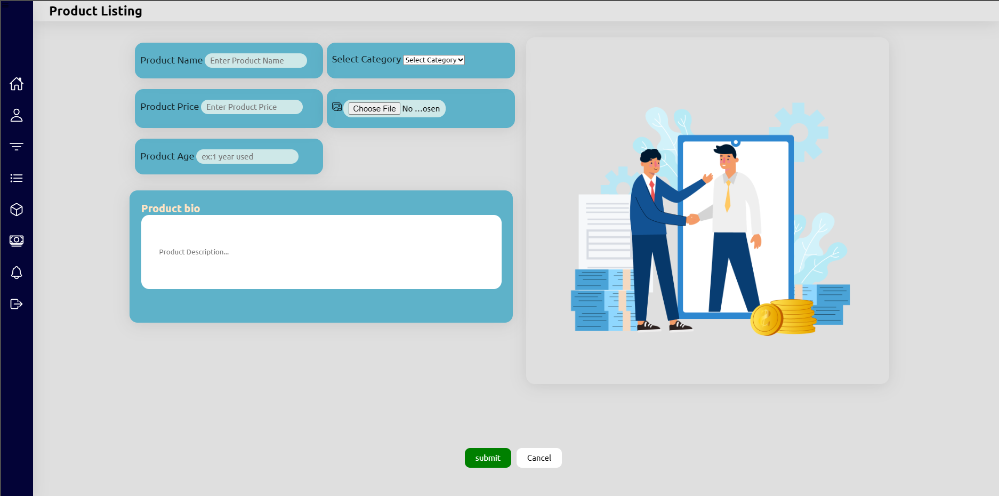 Product Listing
Product Name Enter Product Name
Select Category Select Category
Product Price Enter Product Price
Choose File No ...osen
Product Age ex:1 year used
Product bio
Product Description...
submit Cancel